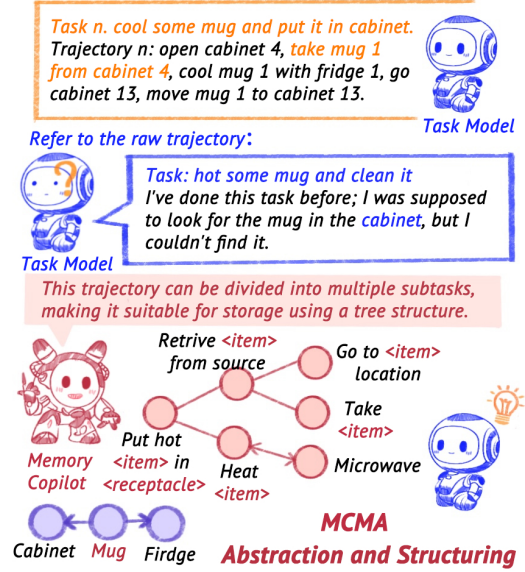 Task n. cool some mug and put it in cabinet.
Trajectory n: open cabinet 4, take mug 1
from cabinet 4, cool mug 1 with fridge 1, go
cabinet 13, move mug 1 to cabinet 13.
Task Model
Refer to the raw trajectory:
?
Task: hot some mug and clean it
I've done this task before; I was supposed
to look for the mug in the cabinet, but I
couldn't find it.
Task Model
This trajectory can be divided into multiple subtasks,
making it suitable for storage using a tree structure.
Retrive <item>
from source
Go to <item>
location
Take
<item>
Put hot
<item> in
<receptacle>
Heat
<item>
Microwave
Memory
Copilot
Cabinet
Mug
Firdge
MCMA
Abstraction and Structuring